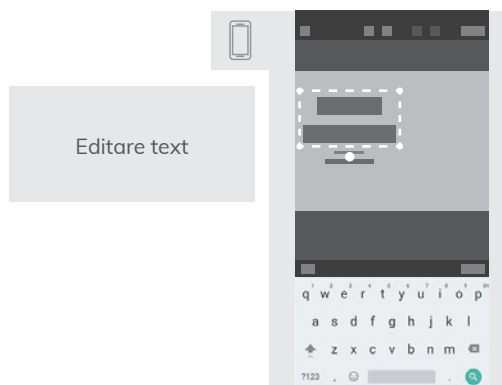 Editare text
q w e r t y u i o p
a s d f g h j k l
z x c v b n m
?123 , .